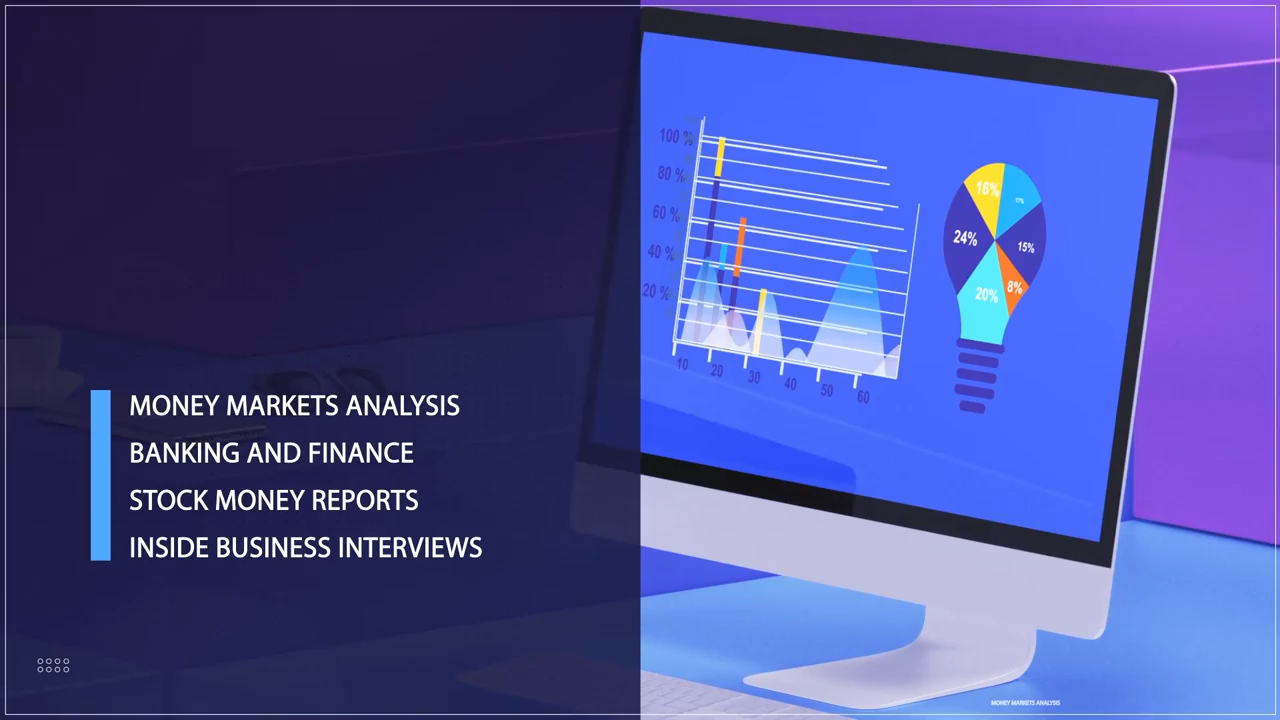 MONEY MARKETS ANALYSIS
BANKING AND FINANCE
STOCK MONEY REPORTS
INSIDE BUSINESS INTERVIEWS
100 %
80 %
60 %
40 %
20 %
10 20 30 40 50 60
16%
17%
24%
15%
20%
8%
MONEY MARKETS ANALYSIS